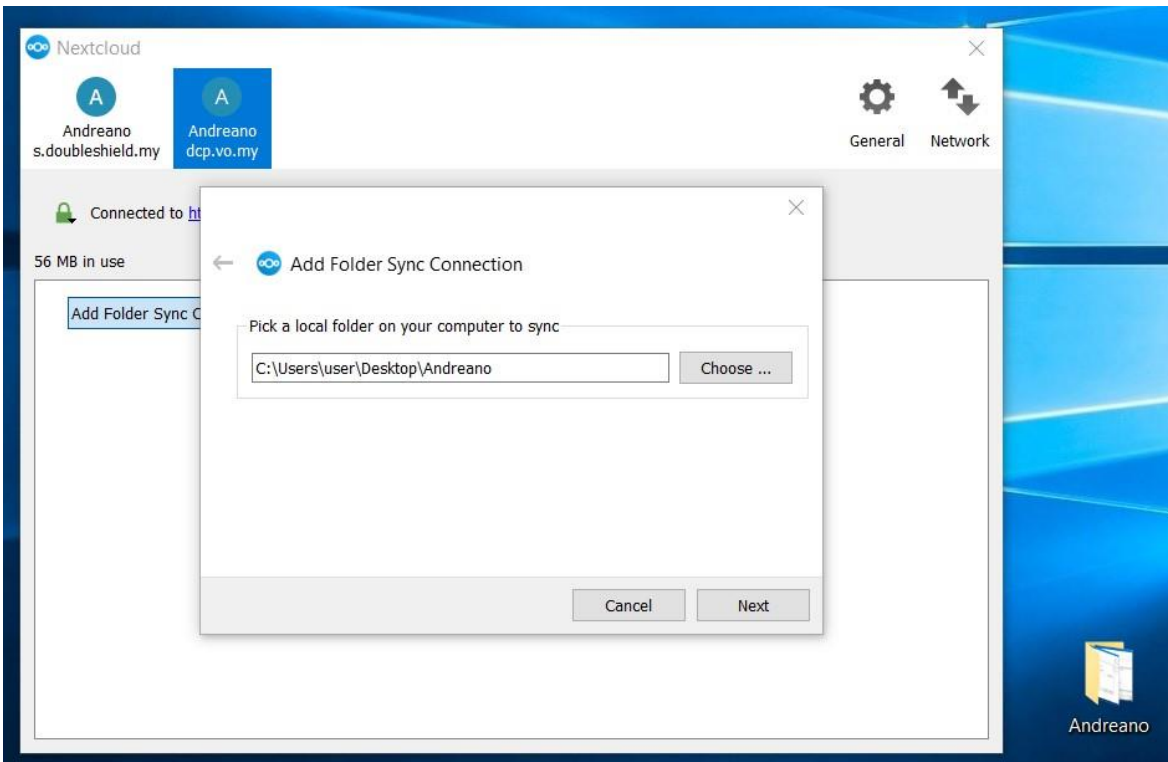 Nextcloud
A
A
Andreano
s.doubleshield.my
Andreano
dcp.vo.my
General
Network
Connected to ht
56 MB in use
Add Folder Sync C
Add Folder Sync Connection
Pick a local folder on your computer to sync
C:\Users\user\Desktop\Andreano
Choose ...
Cancel
Next
Andreano